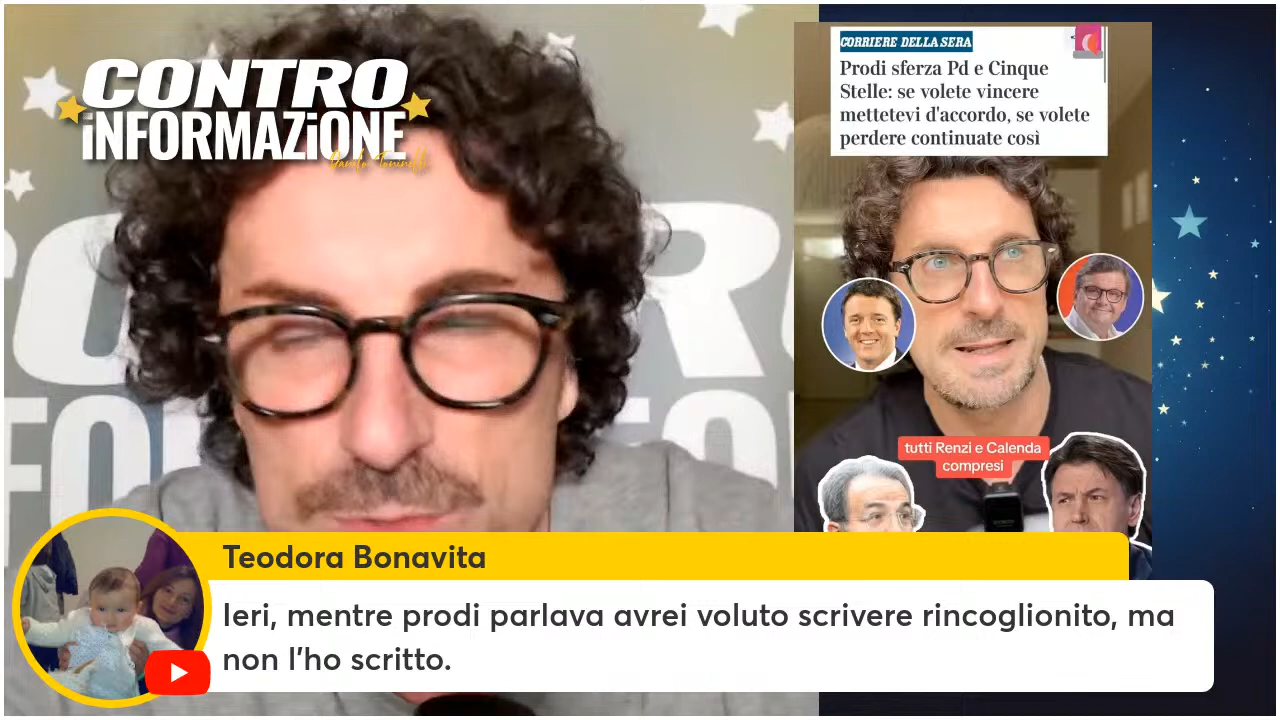 CONTRO
iNFORMAZiONE
Danilo Toninelli
CORRIERE DELLA SERA
Prodi sferza Pd e Cinque
Stelle: se volete vincere
mettetevi d'accordo, se volete
perdere continuate così
tutti Renzi e Calenda
compresi
Teodora Bonavita
Ieri, mentre prodi parlava avrei voluto scrivere rincoglionito, ma
non l'ho scritto.